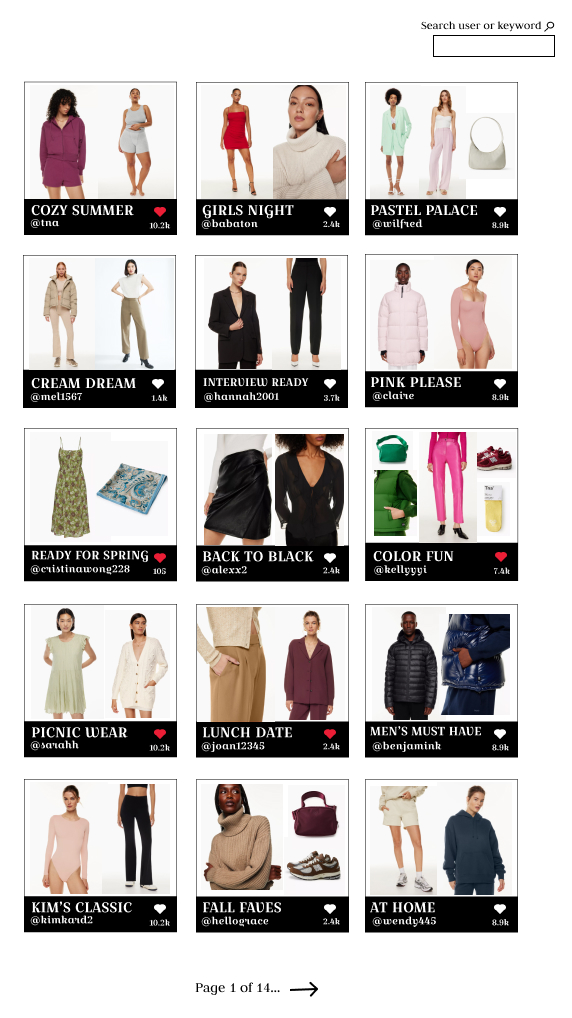 Search user or keyword
COZY SUMMER
@tna
10.2k
GIRLS NIGHT
@babaton
2.4k
PASTEL PALACE
@wilfred
8.9k
CREAM DREAM
@mel1567
1.4k
INTERVIEW READY
@hannah2001
3.7k
PINK PLEASE
@claire
8.9k
READY FOR SPRING
@cristinawong228
105
BACK TO BLACK
@alexx2
2.4k
Tna
COLOR FUN
@kellyyyi
7.4k
PICNIC WEAR
@sarahh
10.2k
LUNCH DATE
@joan12345
2.4k
MEN'S MUST HAVE
@benjamink
8.9k
KIM'S CLASSIC
@kimkard2
10.2k
FALL FAVES
@hellograce
2.4k
AT HOME
@wendy445
8.9k
Page 1 of 14...